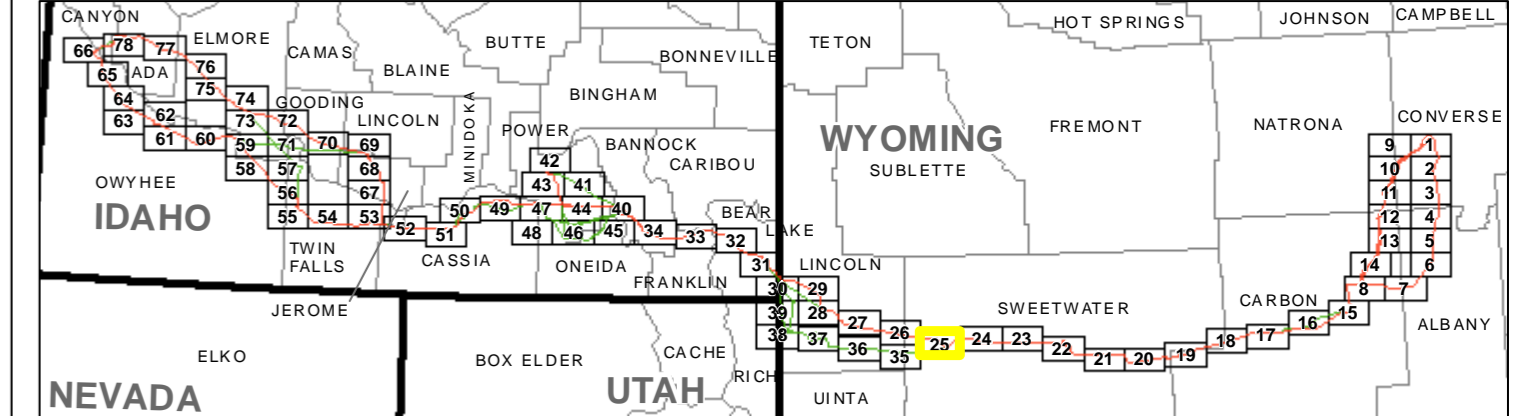 CANYON
HOT SPRINGS
JOHNSON
CAMPBELL
66
78
77
ELMORE
CAMAS
BUTTE
BONNEVILLE
TETON
65
ADA
76
BLAINE
75
64
62
74
GOODING
MINIDOKA
BINGHAM
63
73
72
LINCOLN
POWER
WYOMING
FREMONT
NATRONA
CONVERSE
61
60
59
71
70
69
BANNOCK
9
1
58
57
68
42
CARIBOU
SUBLETTE
10
2
OWYHEE
56
67
43
41
11
3
IDAHO
55
54
53
50
49
47
44
40
BEAR
LAKE
12
4
52
51
48
46
45
34
33
32
13
5
TWIN
FALLS
CASSIA
ONEIDA
31
LINCOLN
14
6
FRANKLIN
30
29
8
7
JEROME
39
28
SWEETWATER
CARBON
15
27
16
ALBANY
38
37
26
25
24
23
22
18
17
ELKO
BOX ELDER
CACHE
36
35
21
20
19
NEVADA
UTAH
RICH
UINTA